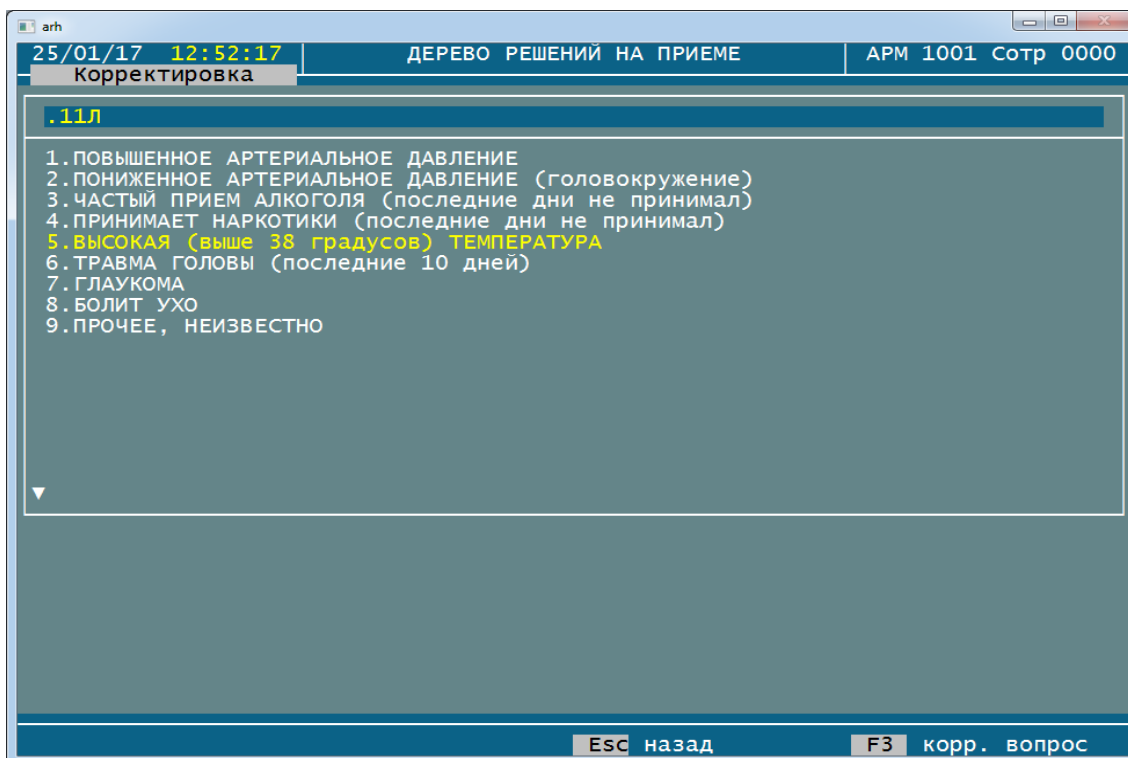 arh
25/01/17 12:52:17 ДЕРЕВО РЕШЕНИЙ НА ПРИЕМЕ АРМ 1001 Сотр 0000
Корректировка
.11Л
1.ПОВЫШЕННОЕ АРТЕРИАЛЬНОЕ ДАВЛЕНИЕ
2.ПОНИЖЕННОЕ АРТЕРИАЛЬНОЕ ДАВЛЕНИЕ (головокружение)
3.ЧАСТЫЙ ПРИЕМ АЛКОГОЛЯ (последние дни не принимал)
4.ПРИНИМАЕТ НАРКОТИКИ (последние дни не принимал)
5.ВЫСОКАЯ (выше 38 градусов) ТЕМПЕРАТУРА
6.ТРАВМА ГОЛОВЫ (последние 10 дней)
7.ГЛАУКОМА
8.БОЛИТ УХО
9.ПРОЧЕЕ, НЕИЗВЕСТНО
Esc назад F3 корр. вопрос